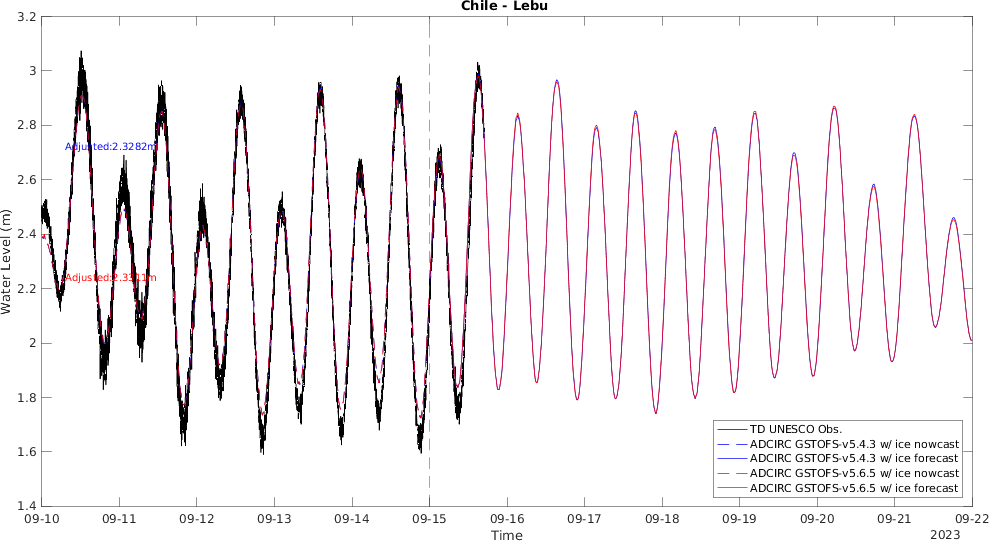 Chile - Lebu
3.2
3
2.8
2.6
2.4
2.2
2
1.8
1.6
1.4
Water Level (m)
Adjusted:2.3282m
Adjusted:2.3311m
TD UNESCO Obs.
ADCIRC GSTOFS-v5.4.3 w/ ice nowcast
ADCIRC GSTOFS-v5.4.3 w/ ice forecast
ADCIRC GSTOFS-v5.6.5 w/ ice nowcast
ADCIRC GSTOFS-v5.6.5 w/ ice forecast
09-10 09-11 09-12 09-13 09-14 09-15 09-16 09-17 09-18 09-19 09-20 09-21 09-22
Time
2023